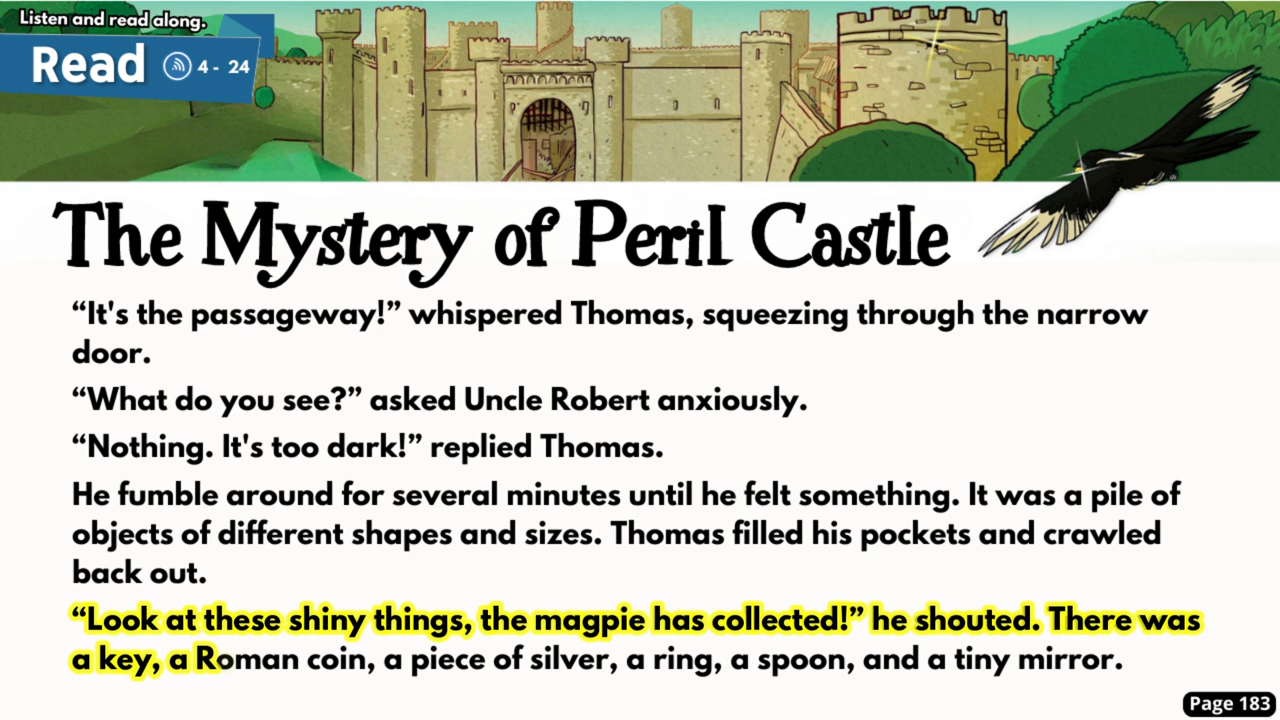 Listen and read along.
Read 4 - 24
The Mystery of Peril Castle
“It's the passageway!” whispered Thomas, squeezing through the narrow
door.
“What do you see?” asked Uncle Robert anxiously.
“Nothing. It's too dark!” replied Thomas.
He fumble around for several minutes until he felt something. It was a pile of
objects of different shapes and sizes. Thomas filled his pockets and crawled
back out.
“Look at these shiny things, the magpie has collected!” he shouted. There was
a key, a Roman coin, a piece of silver, a ring, a spoon, and a tiny mirror.
Page 183